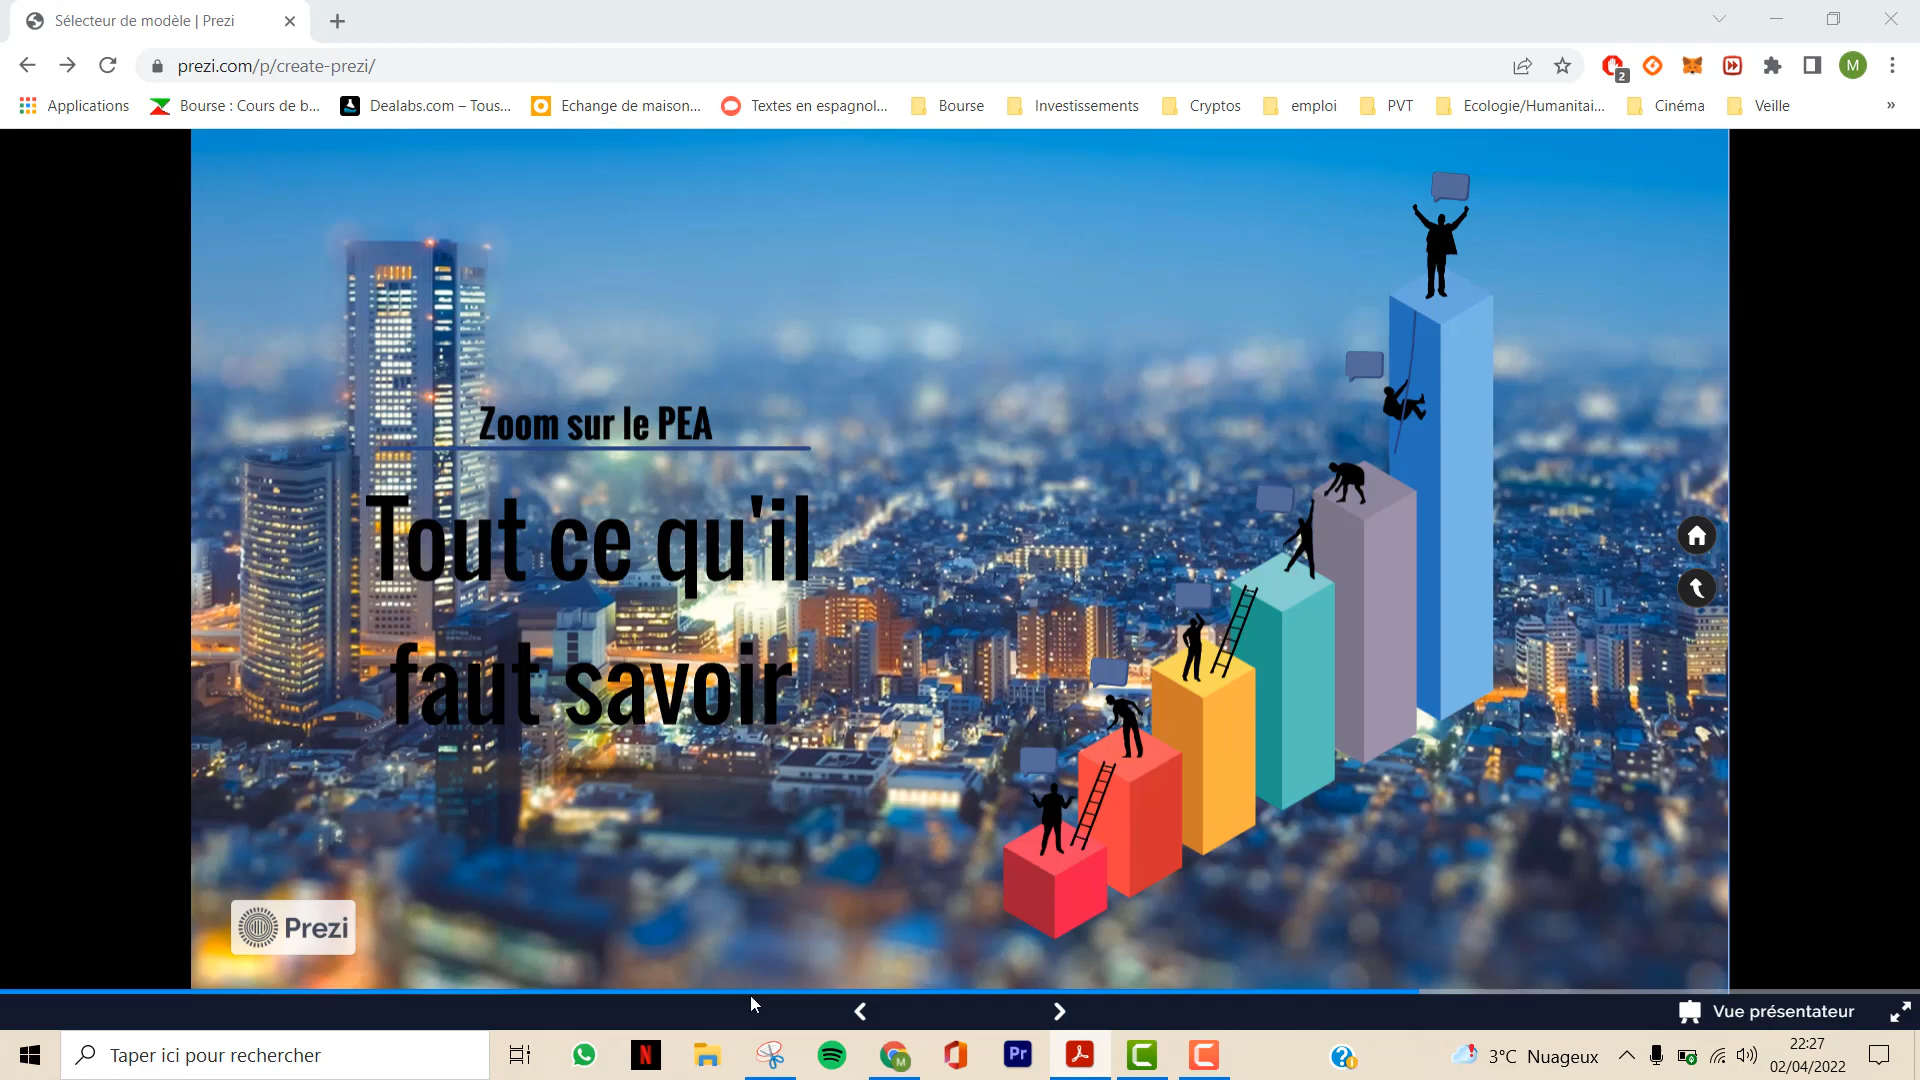 Sélecteur de modèle | Prezi
prezi.com/p/create-prezi/
2
M
Applications
Bourse : Cours de b...
Dealabs.com – Tous...
Echange de maison...
Textes en espagnol...
Bourse
Investissements
Cryptos
emploi
PVT
Ecologie/Humanitai...
Cinéma
Veille
»
Zoom sur le PEA
Tout ce qu'il
faut savoir
Prezi
Vue présentateur
Taper ici pour rechercher
N
M
Pr
C
C
?
3°C Nuageux
22:27
02/04/2022